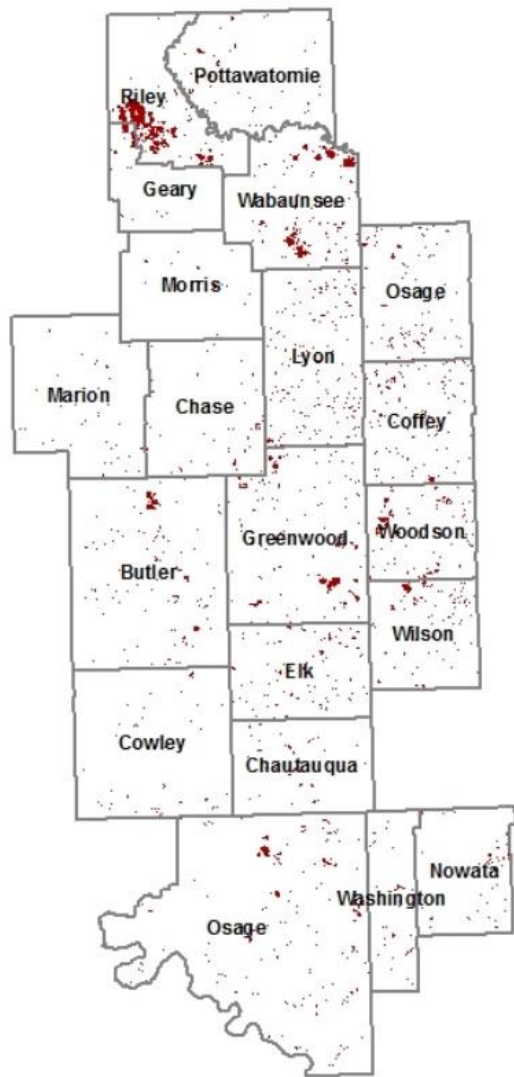 Pottawatomie
Riley
Geary
Wabaunsee
Morris
Osage
Lyon
Marion
Chase
Coffey
Greenwood
Woodson
Butler
Wilson
Elk
Cowley
Chautauqua
Nowata
Washington
Osage